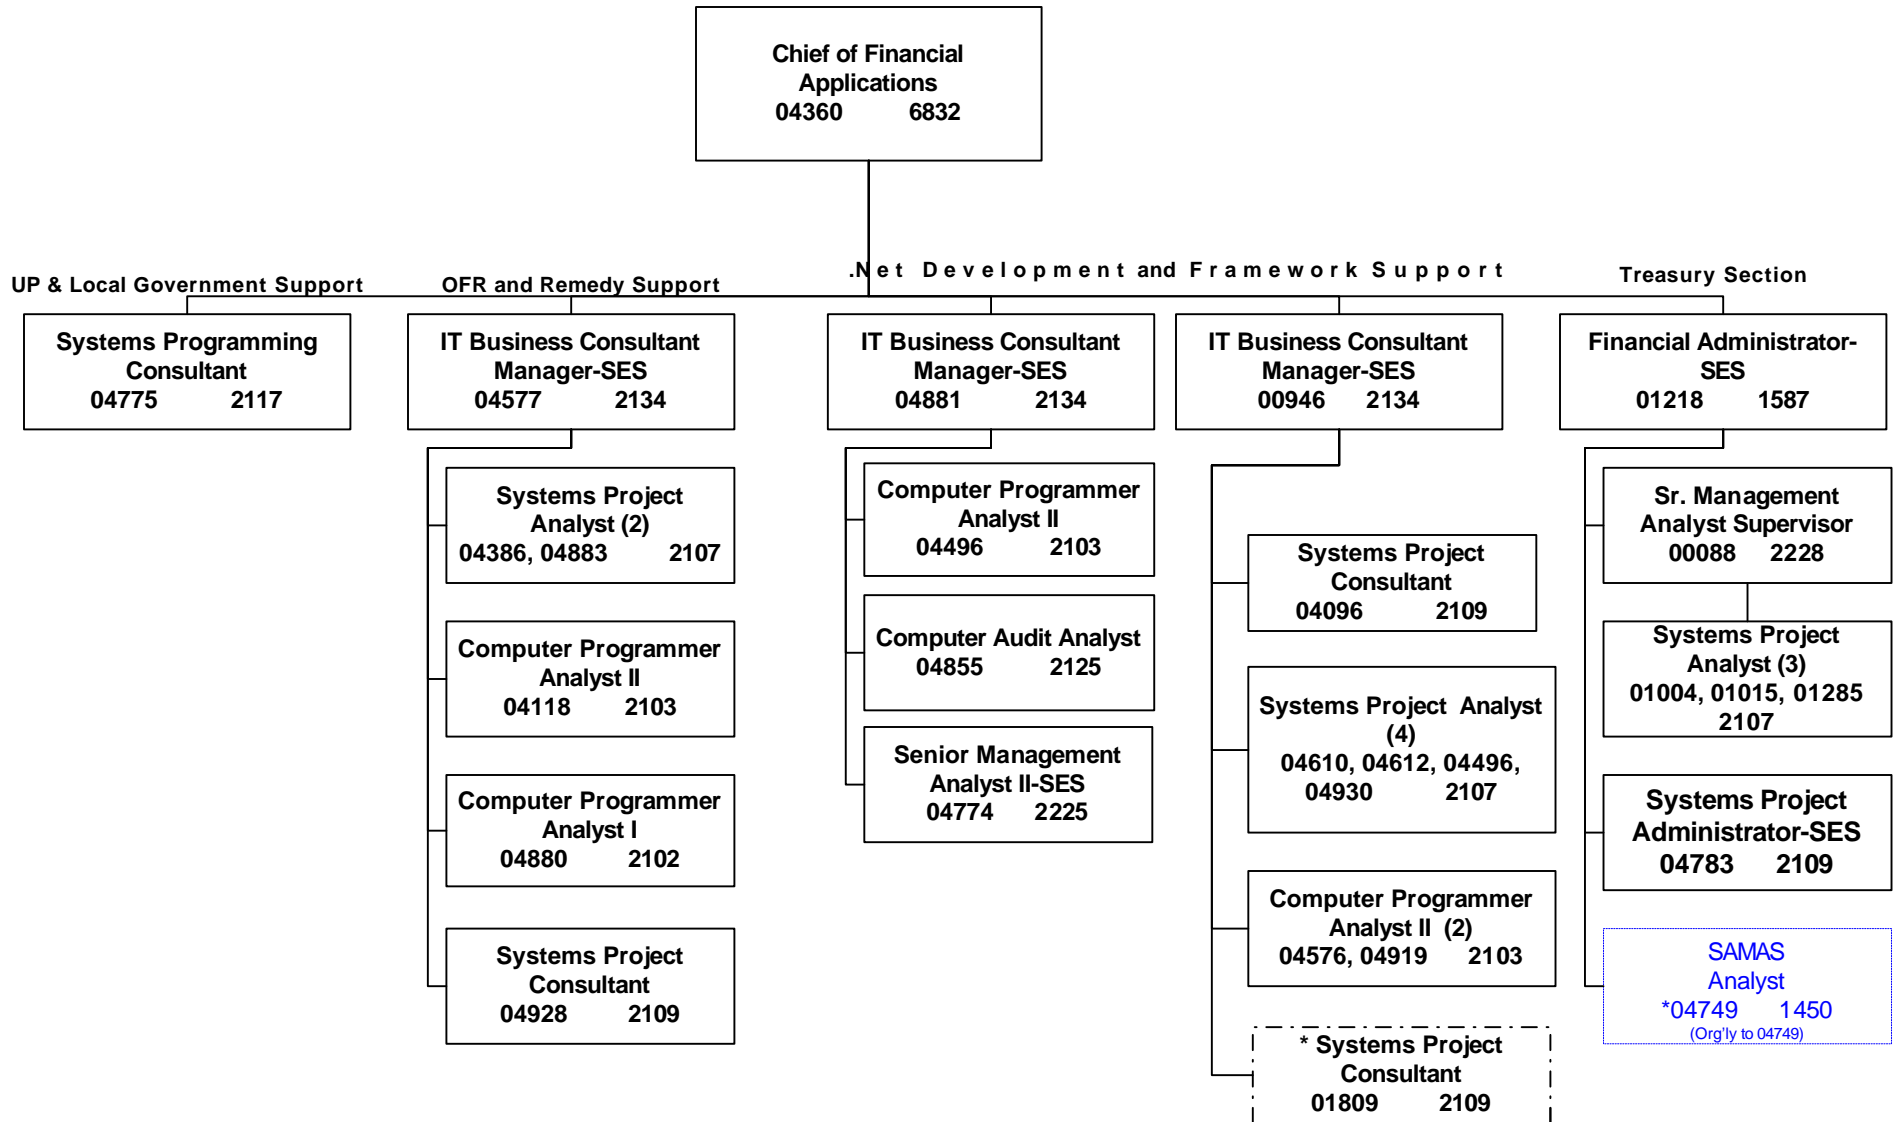 Chief of Financial
Applications
04360 6832
UP & Local Government Support
OFR and Remedy Support
.Net Development and Framework Support
Treasury Section
Systems Programming
Consultant
04775 2117
IT Business Consultant
Manager-SES
04577 2134
IT Business Consultant
Manager-SES
04881 2134
IT Business Consultant
Manager-SES
00946 2134
Financial Administrator-
SES
01218 1587
Systems Project
Analyst (2)
04386, 04883 2107
Computer Programmer
Analyst II
04118 2103
Computer Programmer
Analyst I
04880 2102
Systems Project
Consultant
04928 2109
Computer Programmer
Analyst II
04496 2103
Computer Audit Analyst
04855 2125
Senior Management
Analyst II-SES
04774 2225
Systems Project
Consultant
04096 2109
Systems Project Analyst
(4)
04610, 04612, 04496,
04930 2107
Computer Programmer
Analyst II (2)
04576, 04919 2103
* Systems Project
Consultant
01809 2109
Sr. Management
Analyst Supervisor
00088 2228
Systems Project
Analyst (3)
01004, 01015, 01285
2107
Systems Project
Administrator-SES
04783 2109
SAMAS
Analyst
*04749 1450
(Org'ly to 04749)